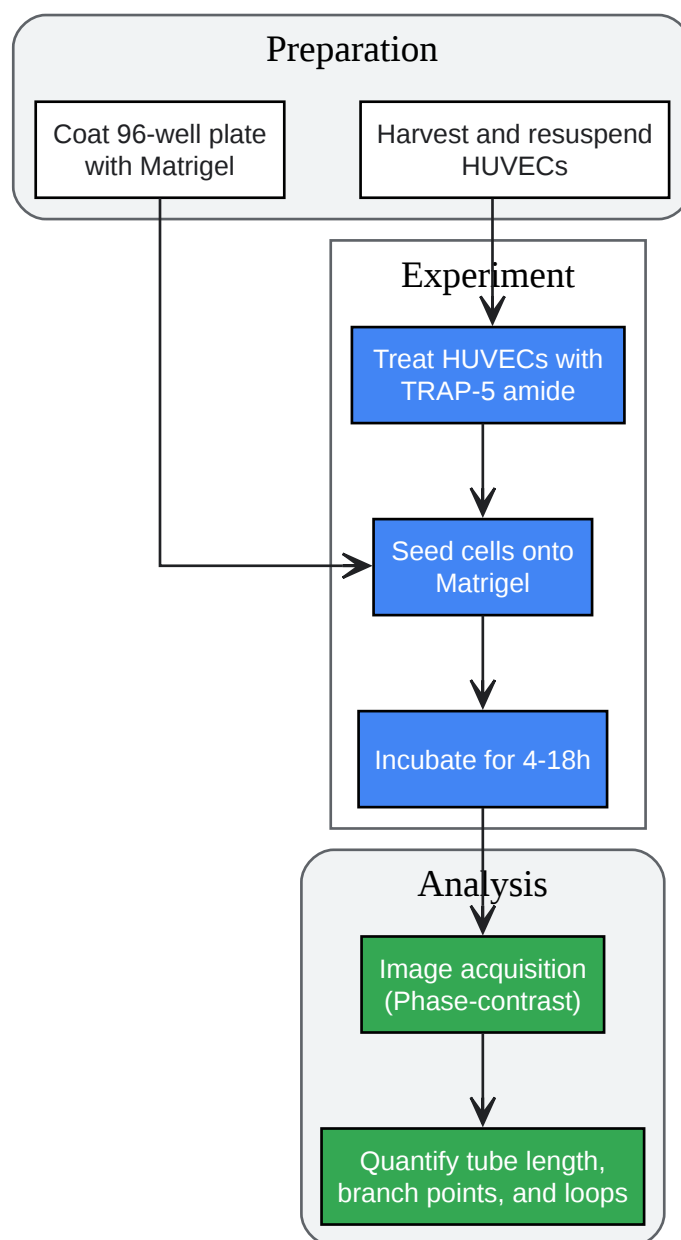 Preparation
Coat 96-well plate
with Matrigel
Harvest and resuspend
HUVECs
Experiment
Treat HUVECs with
TRAP-5 amide
Seed cells onto
Matrigel
Incubate for 4-18h
Analysis
Image acquisition
(Phase-contrast)
Quantify tube length,
branch points, and loops